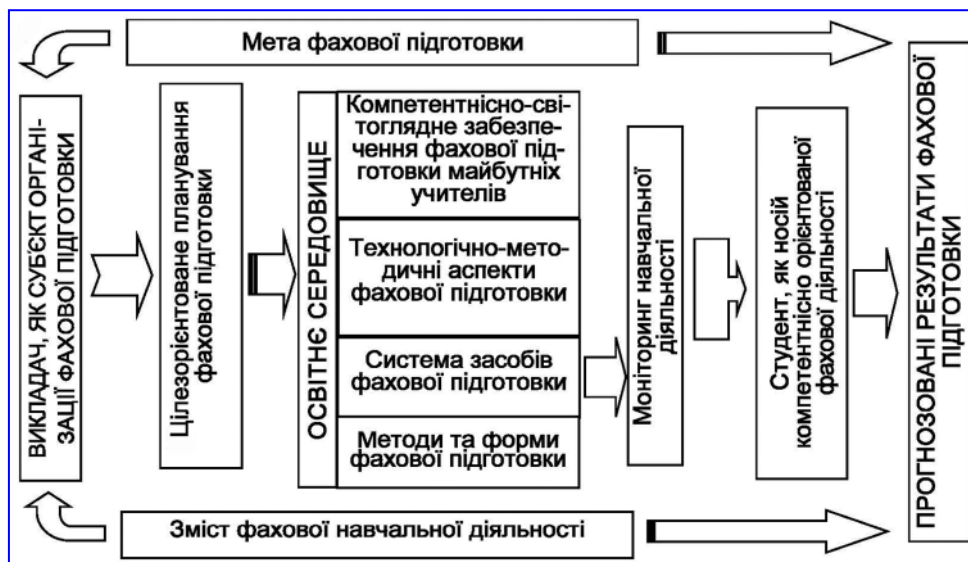 Мета фахової підготовки
ВИКЛАДАЧ, ЯК СУБ'ЄКТ ОРГАНІ-
ЗАЦІЇ ФАХОВОЇ ПІДГОТОВКИ
Цілезорієнтоване планування
фахової підготовки
ОСВІТНЄ СЕРЕДОВИЩЕ
Компетентнісно-сві-
тоглядне забезпе-
чення фахової під-
готовки майбутніх
учителів
Технологічно-мето-
дичні аспекти
фахової підготовки
Система засобів
фахової підготовки
Методи та форми
фахової підготовки
Моніторинг навчальної
діяльності
Студент, як носій
компетентнісно орієнтованої
фахової діяльності
ПРОГНОЗОВАНІ РЕЗУЛЬТАТИ ФАХОВОЇ
ПІДГОТОВКИ
Зміст фахової навчальної діяльності